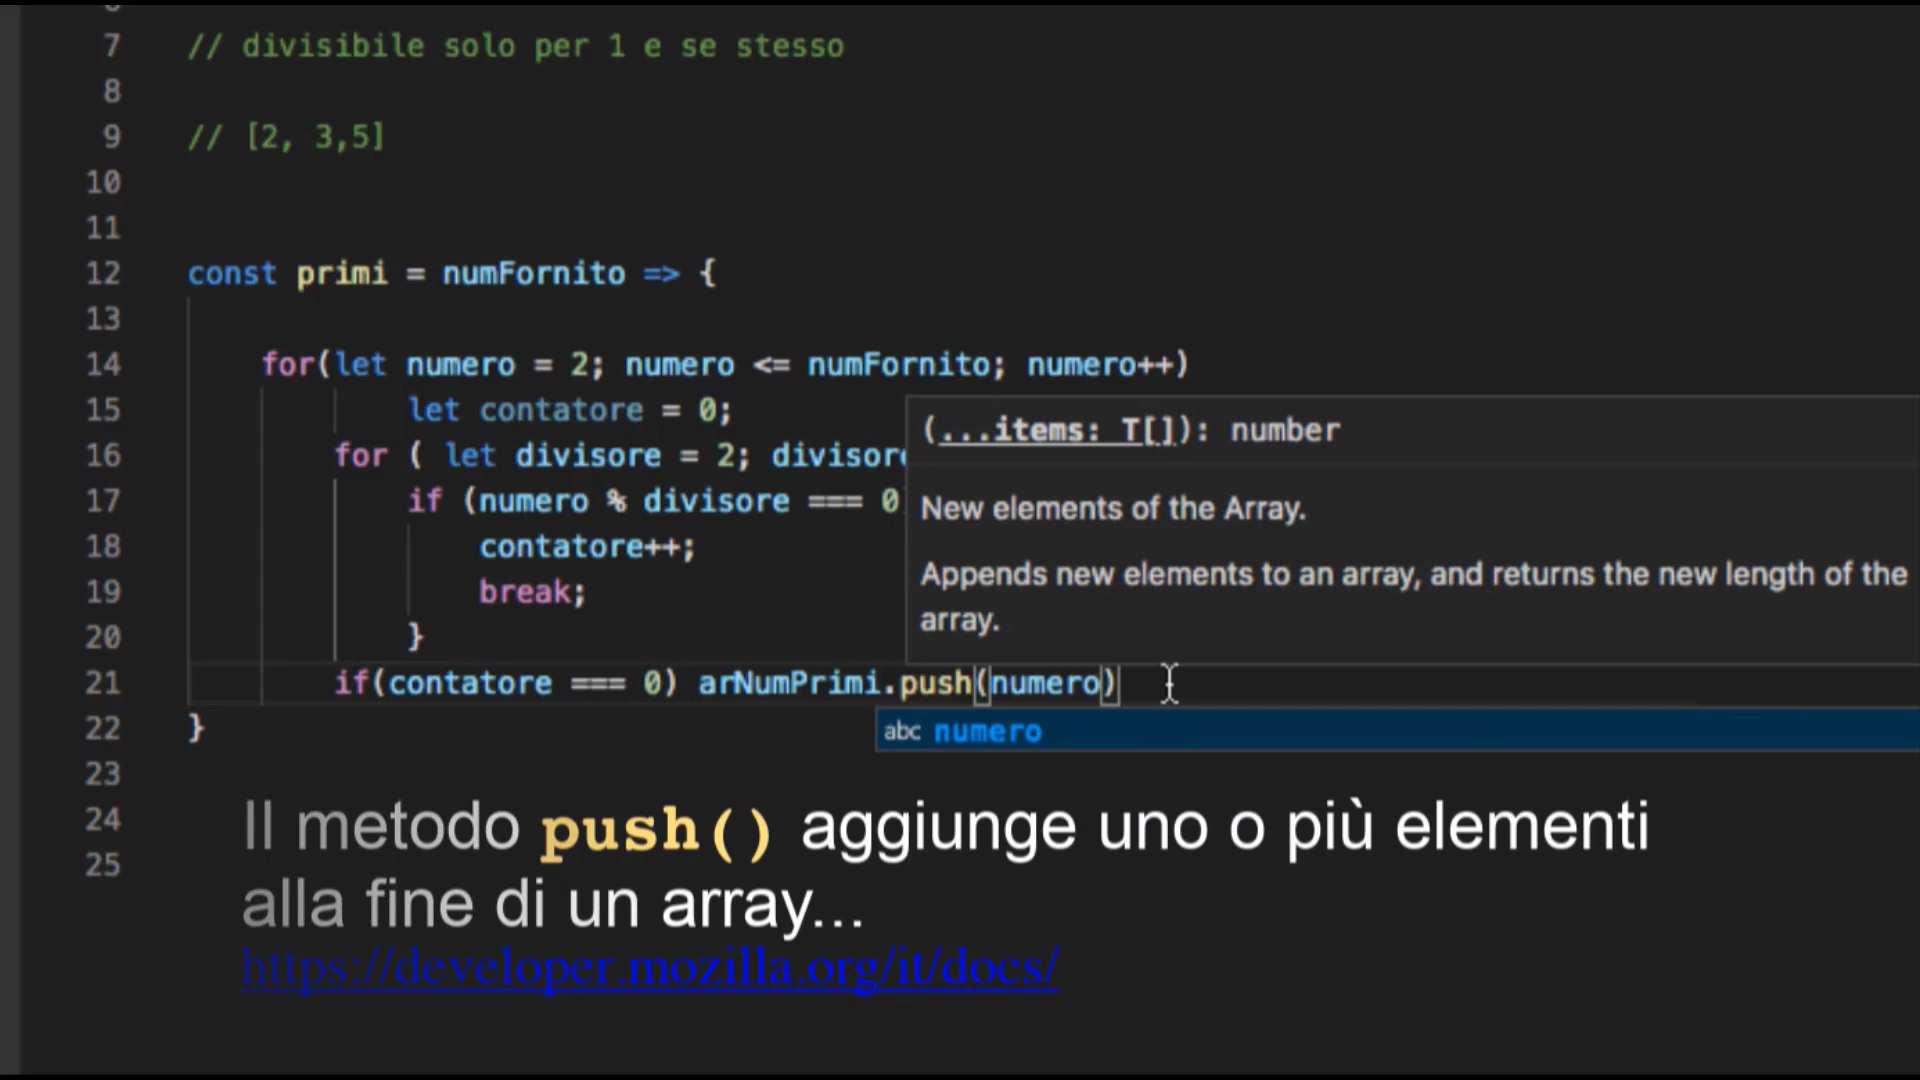 7 // divisibile solo per 1 e se stesso
8
9 // [2, 3,5]
10
11
12 const primi = numFornito => {
13
14 for(let numero = 2; numero <= numFornito; numero++)
15 let contatore = 0;
(...items: T[]): number
16 for ( let divisore = 2; divisor
17 if (numero % divisore === 0
New elements of the Array.
18 contatore++;
Appends new elements to an array, and returns the new length of the
19 break;
array.
20 }
21 if(contatore === 0) arNumPrimi.push(numero)
22 }
abc numero
23
24
25
Il metodo push() aggiunge uno o più elementi
alla fine di un array...
https://developer.mozilla.org/it/docs/